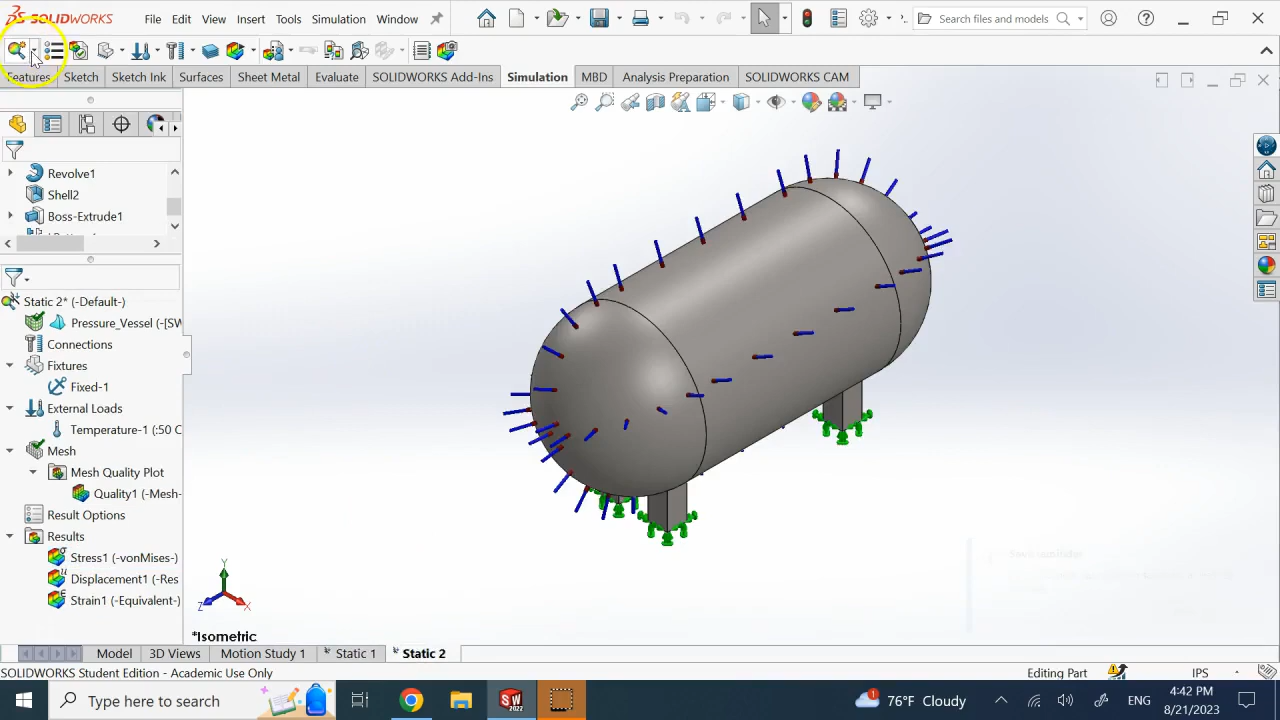 SOLIDWORKS File Edit View Insert Tools Simulation Window Search files and models
Features Sketch Sketch Ink Surfaces Sheet Metal Evaluate SOLIDWORKS Add-Ins Simulation MBD Analysis Preparation SOLIDWORKS CAM
Revolve1
Shell2
Boss-Extrude1
Static 2* (-Default-)
Pressure_Vessel (-[SW
Connections
Fixtures
Fixed-1
External Loads
Temperature-1 (:50 C
Mesh
Mesh Quality Plot
Quality1 (-Mesh-
Result Options
Results
Stress1 (-vonMises-)
Displacement1 (-Res
Strain1 (-Equivalent-)
Y
Z
X
*Isometric
Model 3D Views Motion Study 1 Static 1 Static 2
SOLIDWORKS Student Edition - Academic Use Only Editing Part IPS
Type here to search SW 2022 1 76°F Cloudy ENG 4:42 PM
8/21/2023